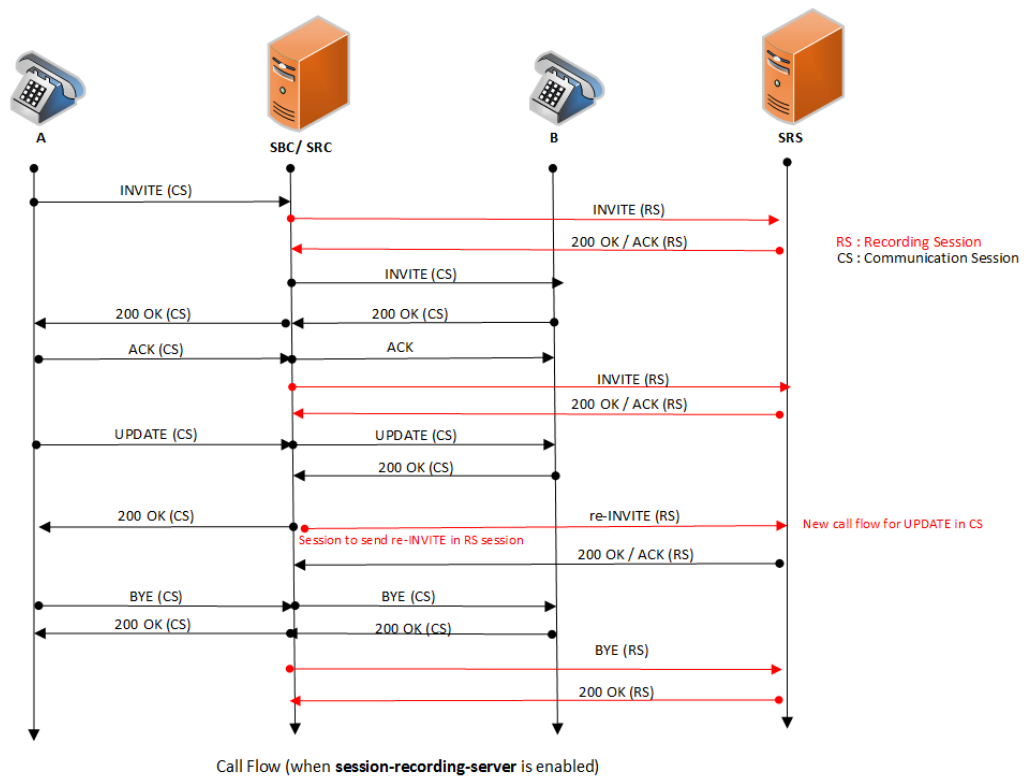 A
SBC/ SRC
B
SRS
INVITE (CS)
INVITE (RS)
200 OK / ACK (RS)
RS : Recording Session
CS : Communication Session
INVITE (CS)
200 OK (CS)
200 OK (CS)
ACK (CS)
ACK
INVITE (RS)
200 OK / ACK (RS)
UPDATE (CS)
UPDATE (CS)
200 OK (CS)
200 OK (CS)
re-INVITE (RS)
New call flow for UPDATE in CS
Session to send re-INVITE in RS session
200 OK / ACK (RS)
BYE (CS)
BYE (CS)
200 OK (CS)
200 OK (CS)
BYE (RS)
200 OK (RS)
Call Flow (when session-recording-server is enabled)